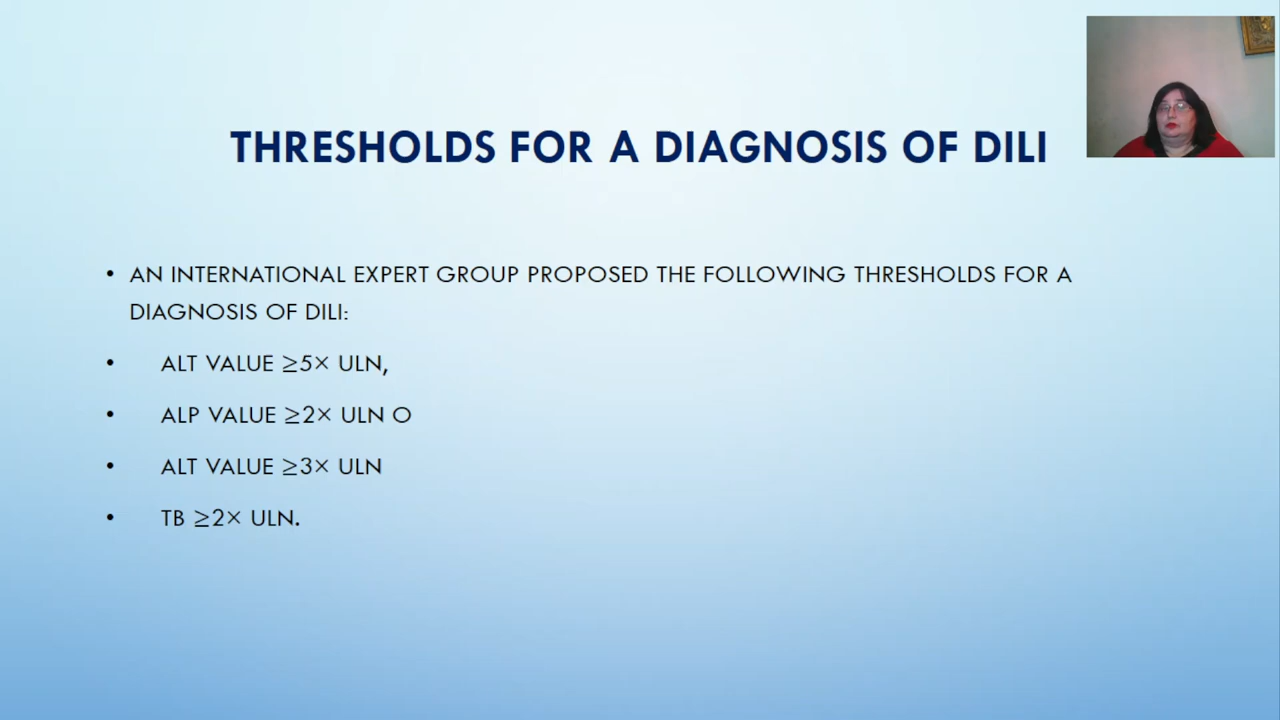 THRESHOLDS FOR A DIAGNOSIS OF DILI
• AN INTERNATIONAL EXPERT GROUP PROPOSED THE FOLLOWING THRESHOLDS FOR A
DIAGNOSIS OF DILI:
• ALT VALUE ≥5× ULN,
• ALP VALUE ≥2× ULN O
• ALT VALUE ≥3× ULN
• TB ≥2× ULN.